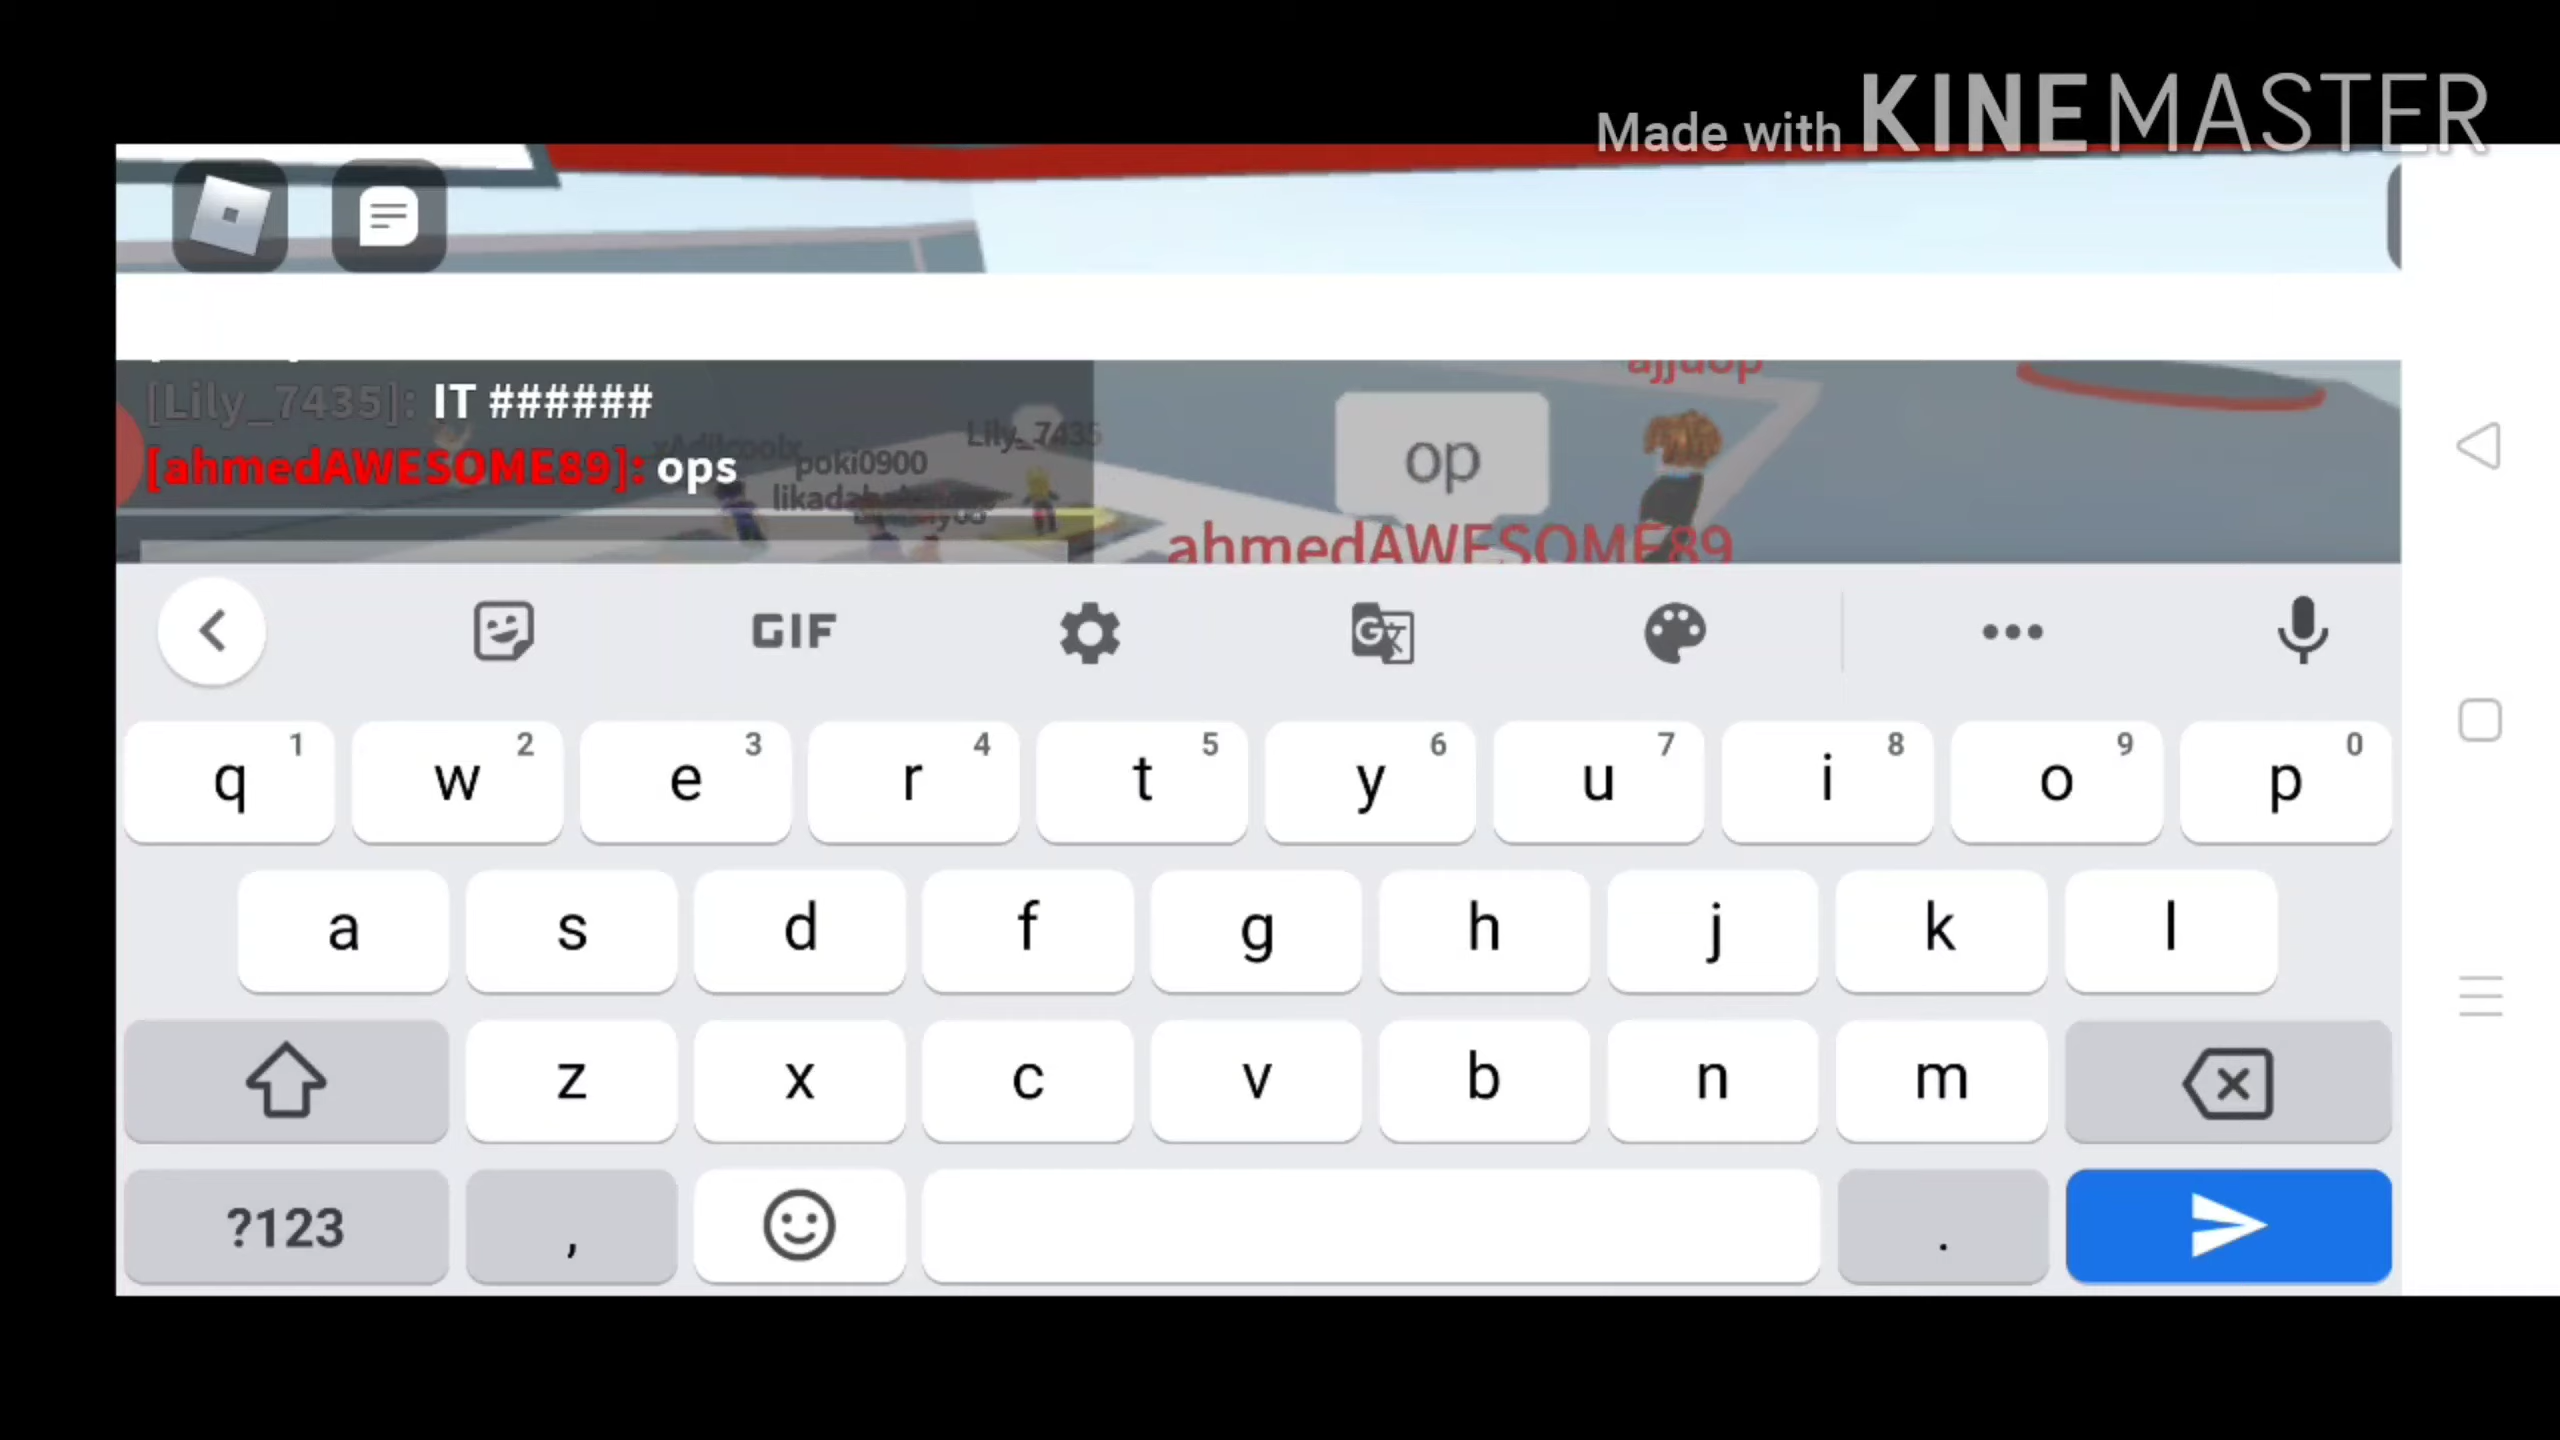 Made with KINEMASTER
[Lily_7435]: IT ######
[ahmedAWESOME89]: ops
Lily_7435
poki0900
ajjdop
op
ahmedAWESOME89
GIF
q 1 w 2 e 3 r 4 t 5 y 6 u 7 i 8 o 9 p 0
a s d f g h j k l
z x c v b n m
?123 , .